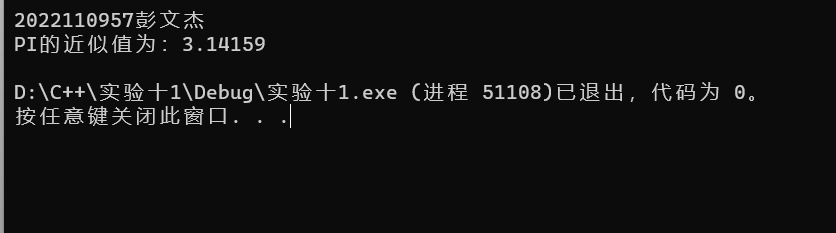 2022110957彭文杰
PI的近似值为：3.14159
D:\C++\实验十1\Debug\实验十1.exe (进程 51108)已退出，代码为 0。
按任意键关闭此窗口. . .